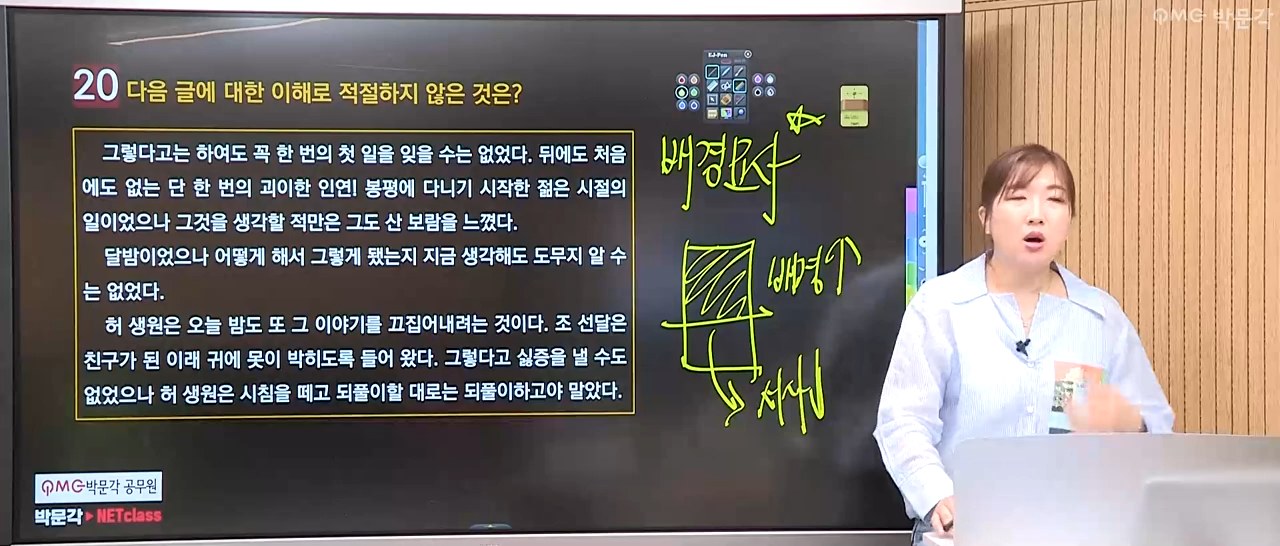 박문각
20 다음 글에 대한 이해로 적절하지 않은 것은?
그렇다고는 하여도 꼭 한 번의 첫 일을 잊을 수는 없었다. 뒤에도 처음
에도 없는 단 한 번의 괴이한 인연! 봉평에 다니기 시작한 젊은 시절의
일이었으나 그것을 생각할 적만은 그도 산 보람을 느꼈다.
달밤이었으나 어떻게 해서 그렇게 됐는지 지금 생각해도 도무지 알 수
는 없었다.
허 생원은 오늘 밤도 또 그 이야기를 끄집어내려는 것이다. 조 선달은
친구가 된 이래 귀에 못이 박히도록 들어 왔다. 그렇다고 싫증을 낼 수도
없었으나 허 생원은 시침을 떼고 되풀이할 대로는 되풀이하고야 말았다.
EJ-Pen
배경묘사
배경↑
서사↓
PMG박문각 공무원
박문각 NETclass